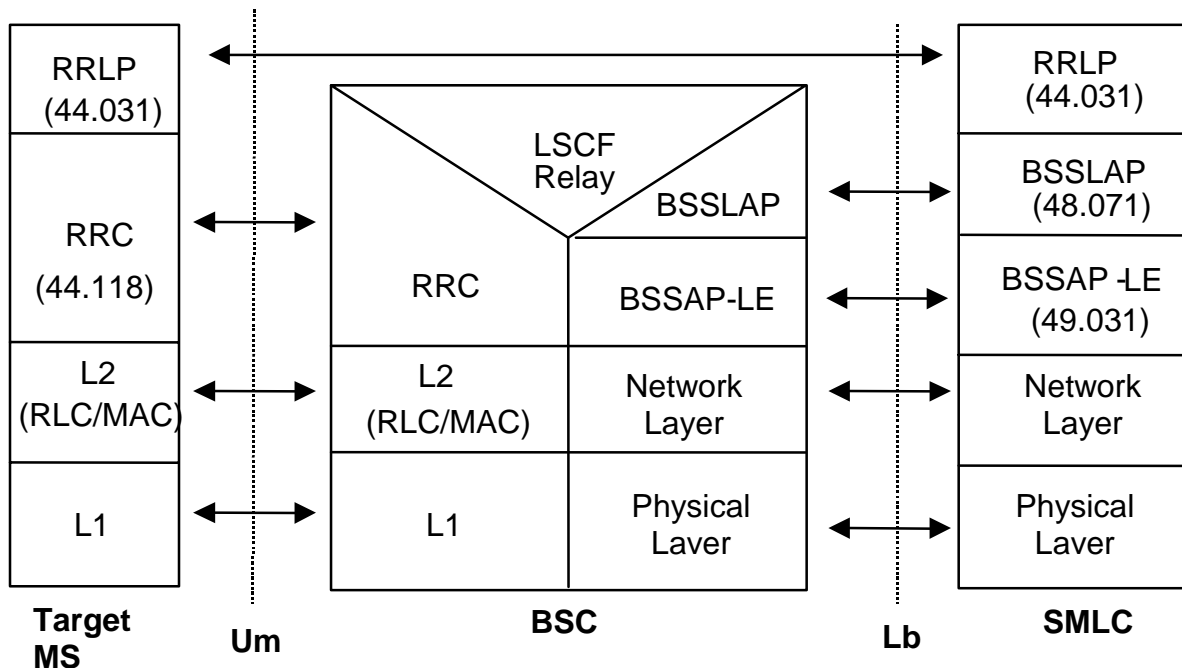 RRLP
(44.031)
RRC
(44.118)
L2
(RLC/MAC)
L1
Target
MS
Um
LSCF
Relay
BSSLAP
RRC
BSSAP-LE
L2
(RLC/MAC)
Network
Layer
L1
Physical
Laver
BSC
Lb
RRLP
(44.031)
BSSLAP
(48.071)
BSSAP-LE
(49.031)
Network
Layer
Physical
Laver
SMLC